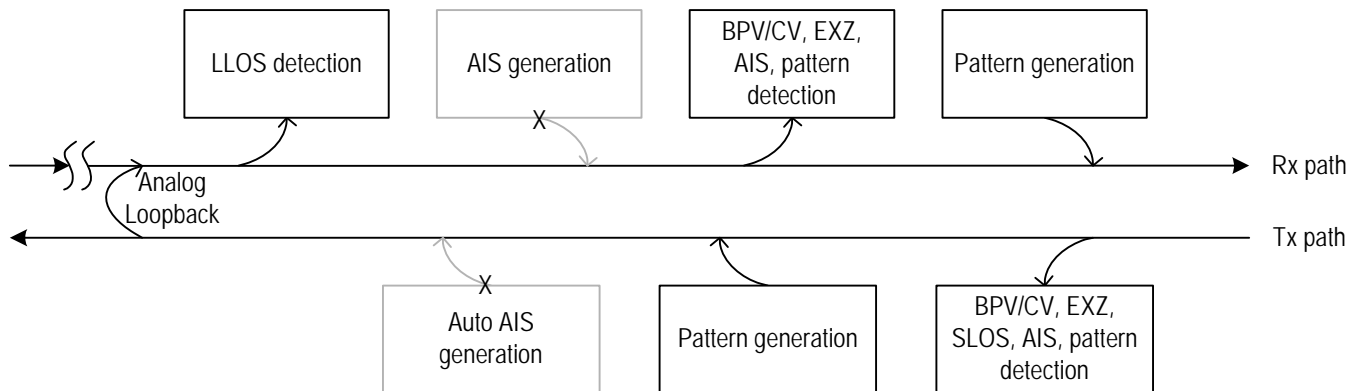 LLOS detection
AIS generation
BPV/CV, EXZ,
AIS, pattern
detection
Pattern generation
X
Rx path
Analog
Loopback
Tx path
X
Auto AIS
generation
Pattern generation
BPV/CV, EXZ,
SLOS, AIS, pattern
detection